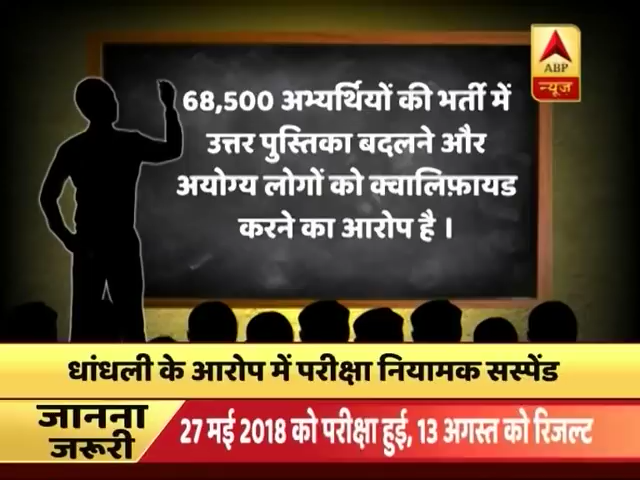 ABP
न्यूज़
68,500 अभ्यर्थियों की भर्ती में
उत्तर पुस्तिका बदलने और
अयोग्य लोगों को क्वालिफ़ायड
करने का आरोप है ।
धांधली के आरोप में परीक्षा नियामक सस्पेंड
जानना
जरूरी
27 मई 2018 को परीक्षा हुई, 13 अगस्त को रिजल्ट